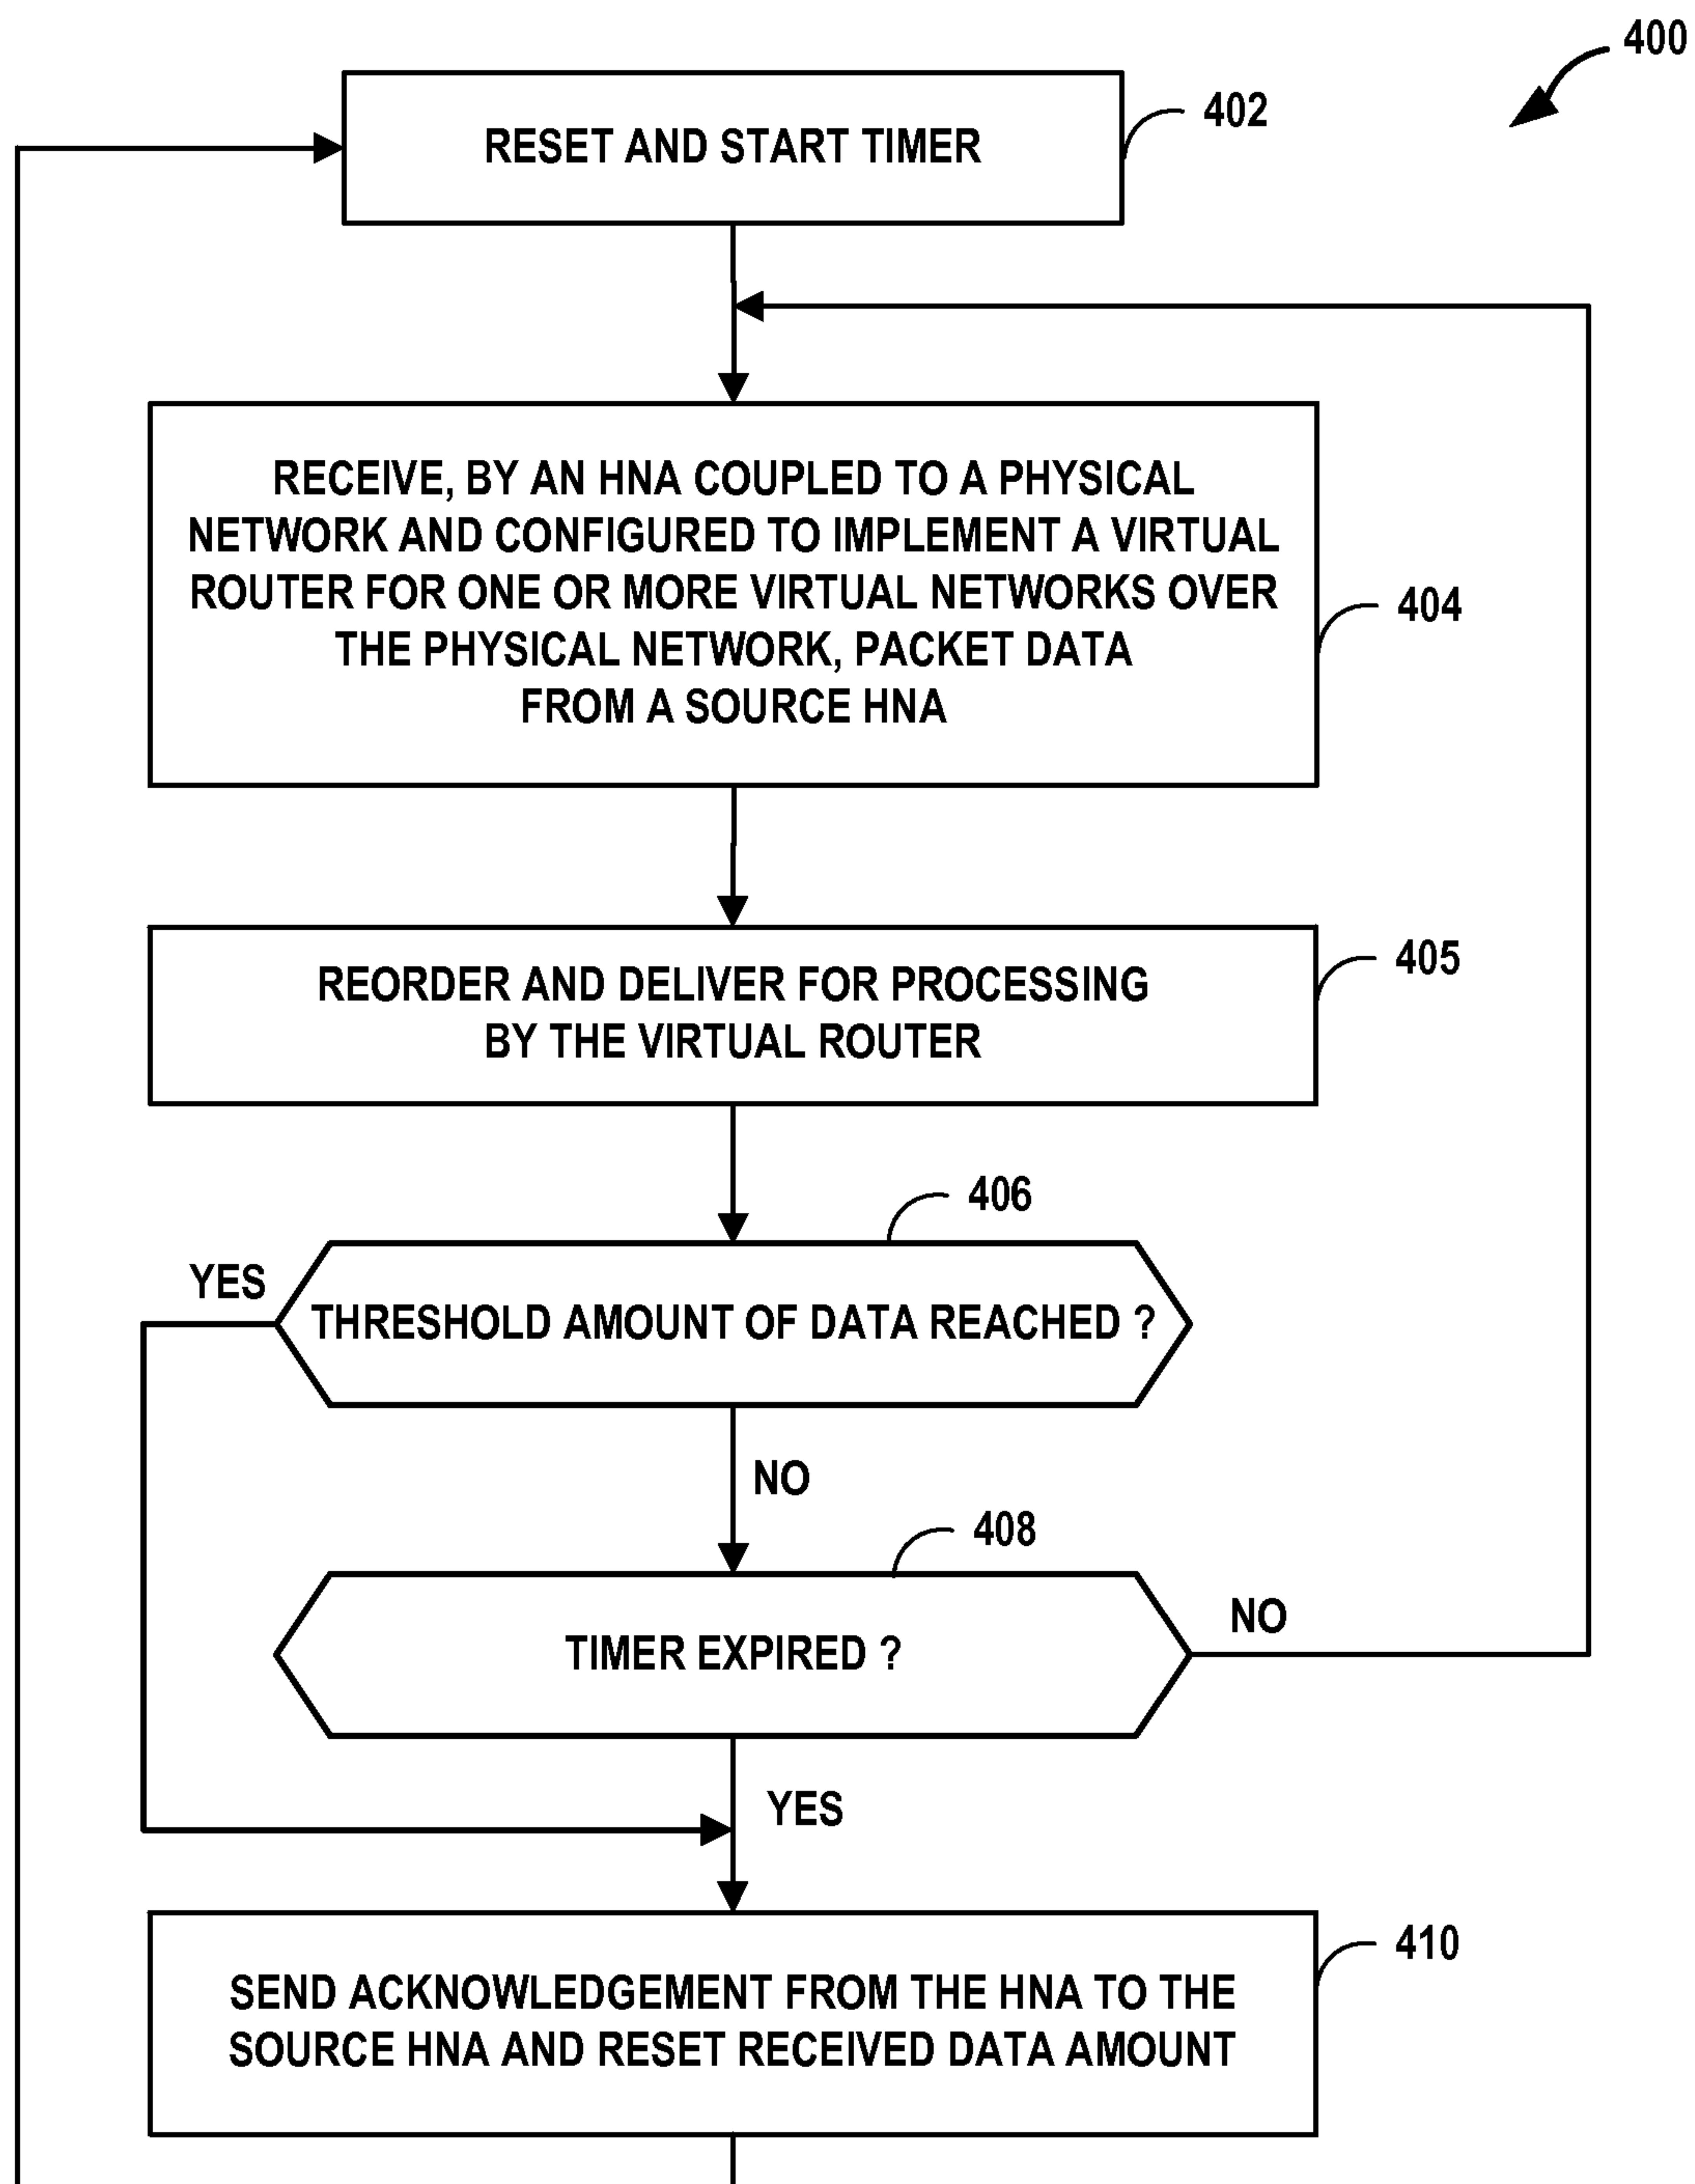 400
402
RESET AND START TIMER
RECEIVE, BY AN HNA COUPLED TO A PHYSICAL
NETWORK AND CONFIGURED TO IMPLEMENT A VIRTUAL
ROUTER FOR ONE OR MORE VIRTUAL NETWORKS OVER
THE PHYSICAL NETWORK, PACKET DATA
FROM A SOURCE HNA
404
405
REORDER AND DELIVER FOR PROCESSING
BY THE VIRTUAL ROUTER
406
YES
THRESHOLD AMOUNT OF DATA REACHED ?
NO
408
NO
TIMER EXPIRED ?
YES
410
SEND ACKNOWLEDGEMENT FROM THE HNA TO THE
SOURCE HNA AND RESET RECEIVED DATA AMOUNT